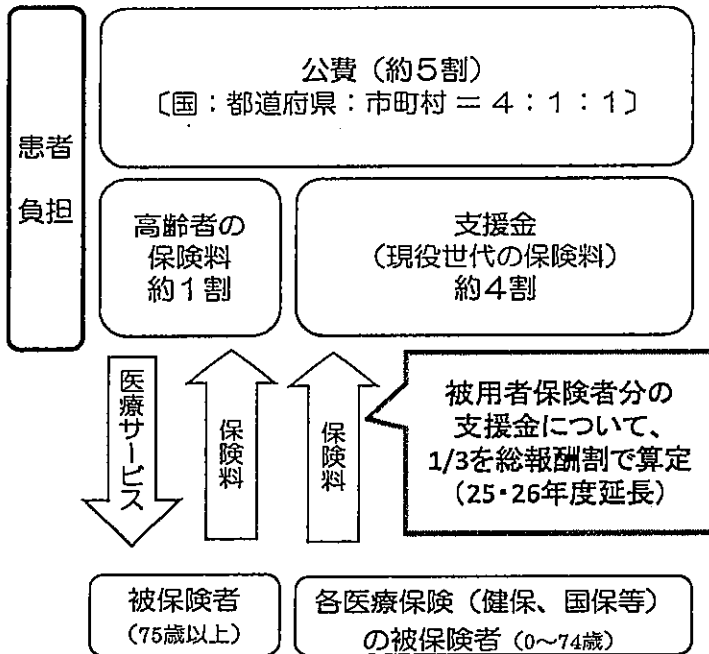 患者
負担
公費（約５割）
〔国：都道府県：市町村 ＝ ４：１：１〕
高齢者の
保険料
約１割
支援金
（現役世代の保険料）
約４割
医療サービス
保険料
保険料
被用者保険者分の
支援金について、
1/3を総報酬割で算定
（25・26年度延長）
被保険者
（75歳以上）
各医療保険（健保、国保等）
の被保険者（0～74歳）